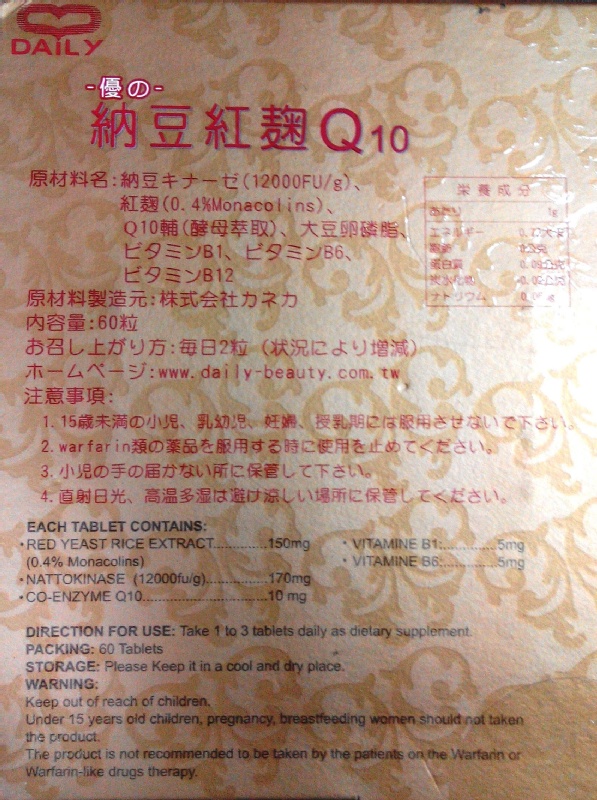 DAILY
-優の-
納豆紅麹Q10
原材料名:納豆キナーゼ(12000FU/g)、
紅麹(0.4%Monacolins)、
Q10輔(酵母萃取)、大豆卵磷脂、
ビタミンB1、ビタミンB6、
ビタミンB12
原材料製造元:株式会社カネカ
内容量:60粒
お召し上がり方:毎日2粒 (状況により増減)
ホームページ:www.daily-beauty.com.tw
栄養成分
1g
エネルギー
蛋白質
ナトリウム
注意事項:
1. 15歳未満の小児、乳幼児、妊婦、授乳期には服用させないで下さい。
2. warfarin類の薬品を服用する時に使用を止めてください。
3. 小児の手の届かない所に保管して下さい。
4. 直射日光、高温多湿は避け涼しい場所に保管してください。
EACH TABLET CONTAINS:
・RED YEAST RICE EXTRACT.............150mg
(0.4% Monacolins)
・NATTOKINASE (12000fu/g)...............170mg
・CO-ENZYME Q10..............................10 mg
・VITAMINE B1:.............5mg
・VITAMINE B6:.............5mg
DIRECTION FOR USE: Take 1 to 3 tablets daily as dietary supplement.
PACKING: 60 Tablets
STORAGE: Please Keep it in a cool and dry place.
WARNING:
Keep out of reach of children.
Under 15 years old children, pregnancy, breastfeeding women should not taken
the product.
The product is not recommended to be taken by the patients on the Warfarin or
Warfarin-like drugs therapy.